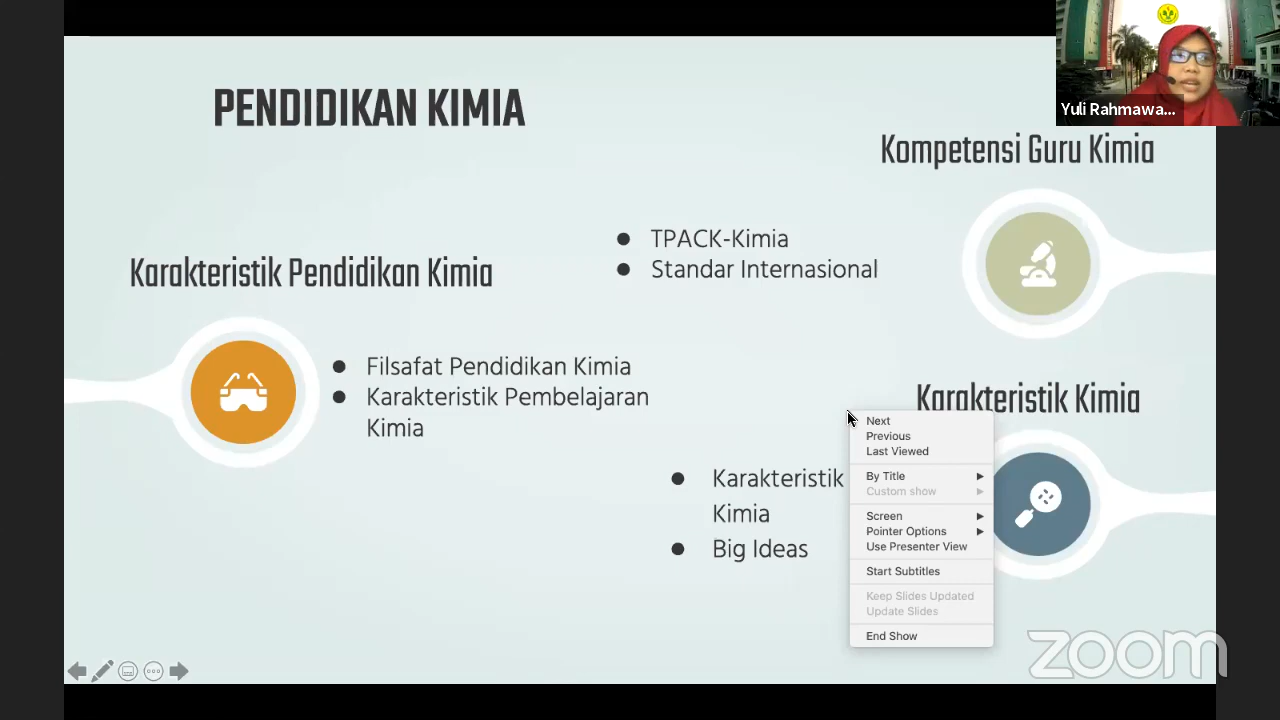 PENDIDIKAN KIMIA
Yuli Rahmawa...
Kompetensi Guru Kimia
TPACK-Kimia
Standar Internasional
Karakteristik Pendidikan Kimia
Filsafat Pendidikan Kimia
Karakteristik Pembelajaran
Kimia
Karakteristik Kimia
Karakteristik
Kimia
Big Ideas
Next
Previous
Last Viewed
By Title
Custom show
Screen
Pointer Options
Use Presenter View
Start Subtitles
Keep Slides Updated
Update Slides
End Show
zoom